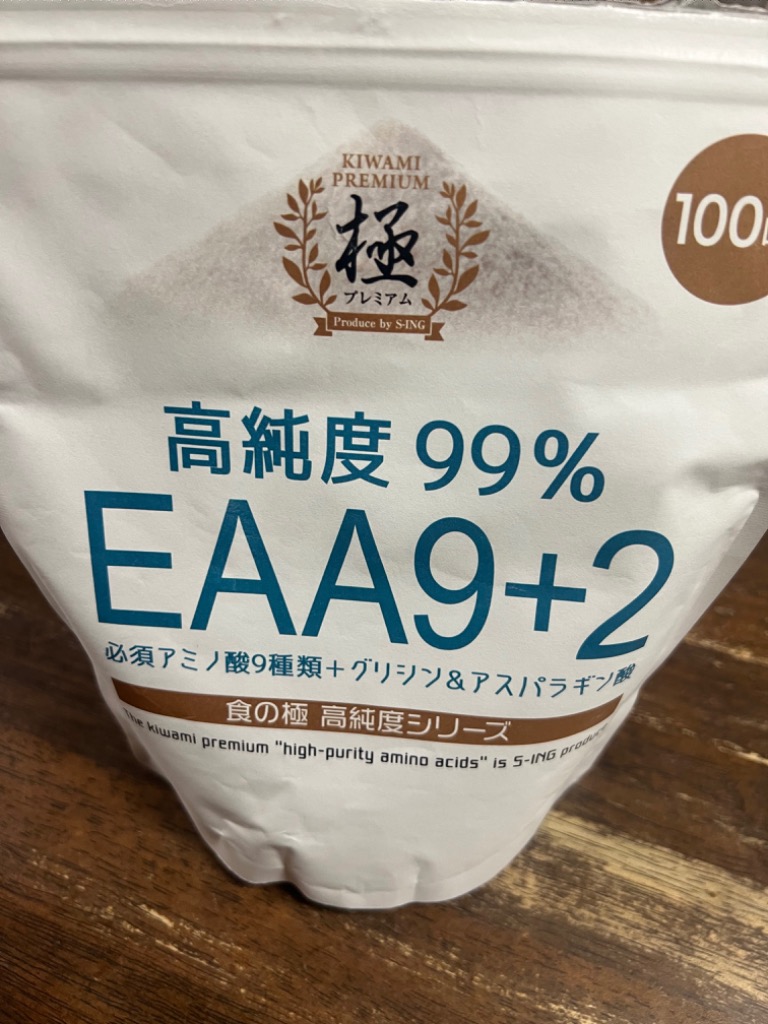 KIWAMI
PREMIUM
極
プレミアム
Produce by S-ING
100
高純度 99%
EAA9+2
必須アミノ酸9種類+グリシン&アスパラギン酸
食の極 高純度シリーズ
The kiwami premium "high-purity amino acids" is S-ING product